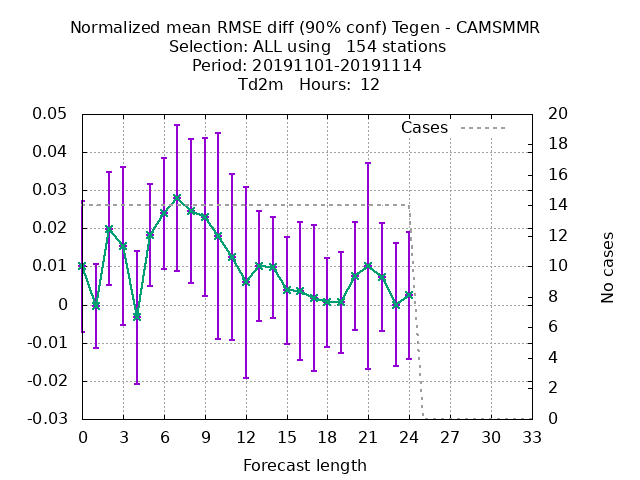 Normalized mean RMSE diff (90% conf) Tegen - CAMSMMR
Selection: ALL using   154 stations
Period: 20191101-20191114
Td2m   Hours:  12
Cases
0.05
0.04
0.03
0.02
0.01
0
-0.01
-0.02
-0.03
20
18
16
14
12
10
8
6
4
2
0
No cases
0 3 6 9 12 15 18 21 24 27 30 33
Forecast length